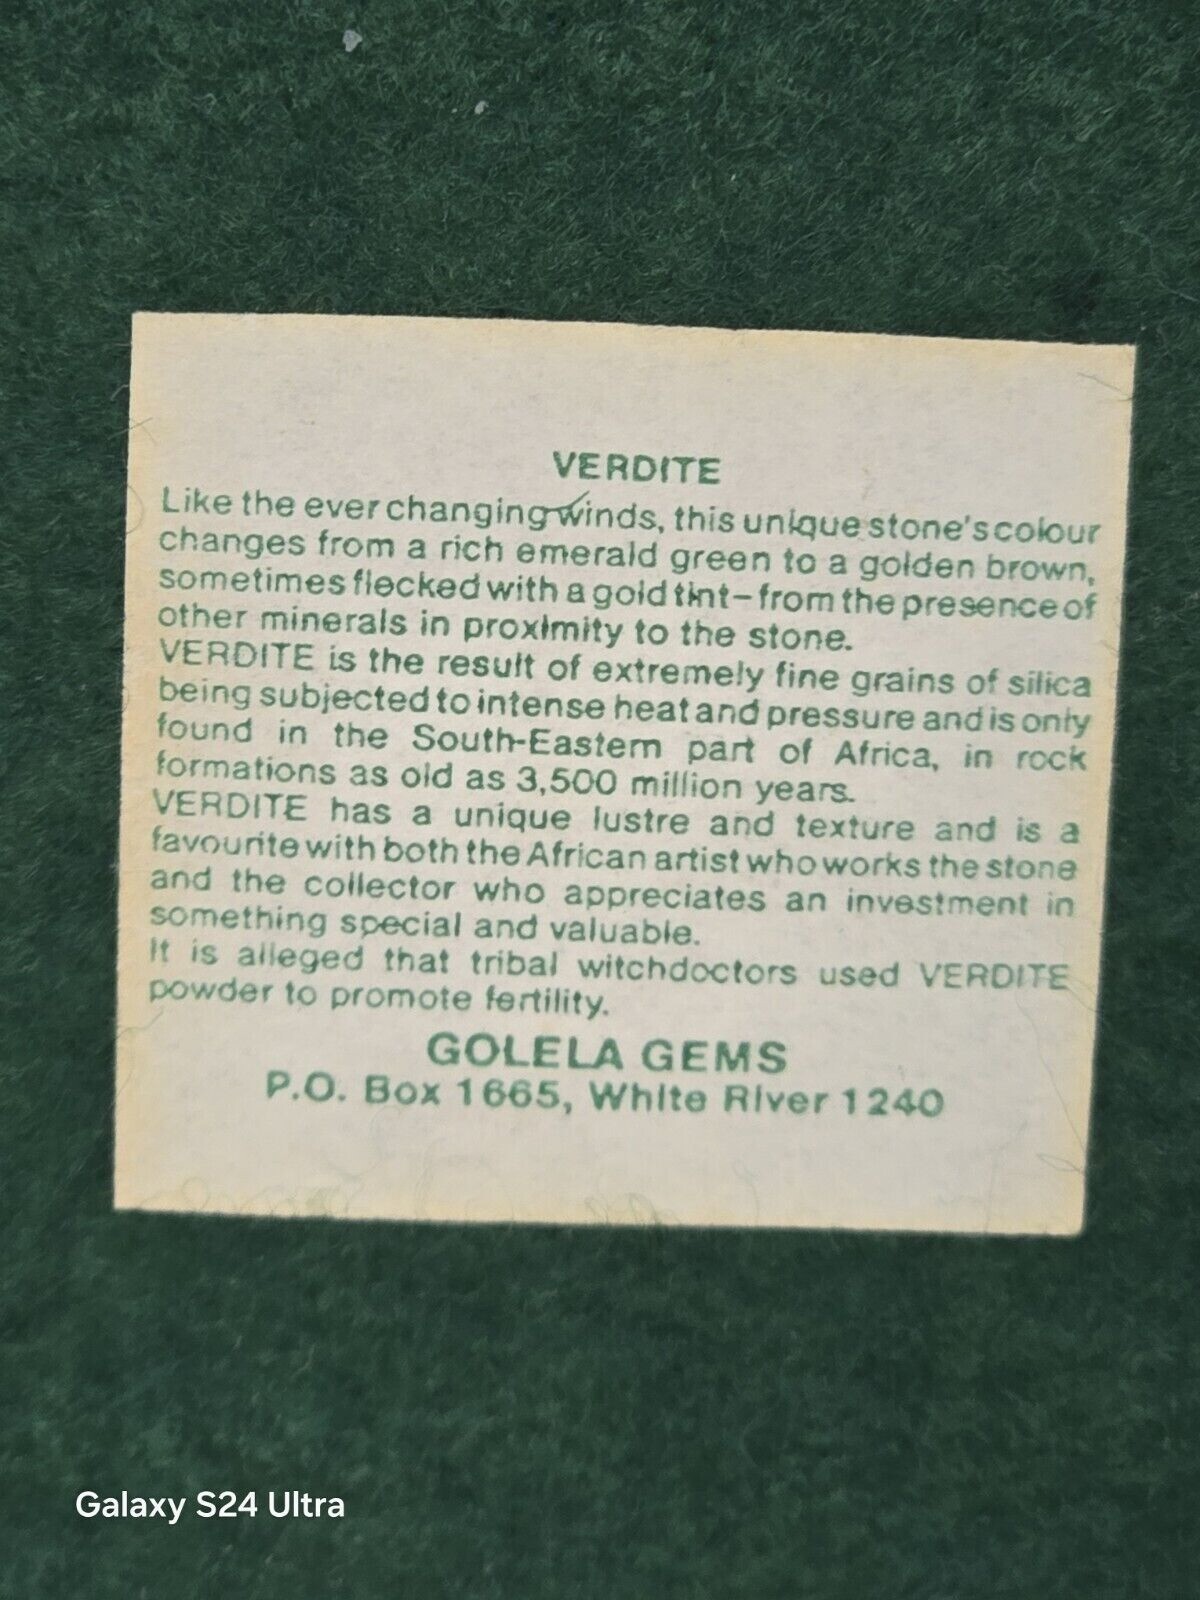 VERDITE
Like the ever changing winds, this unique stone's colour
changes from a rich emerald green to a golden brown,
sometimes flecked with a gold tint – from the presence of
other minerals in proximity to the stone.
VERDITE is the result of extremely fine grains of silica
being subjected to intense heat and pressure and is only
found in the South-Eastern part of Africa, in rock
formations as old as 3,500 million years.
VERDITE has a unique lustre and texture and is a
favourite with both the African artist who works the stone
and the collector who appreciates an investment in
something special and valuable.
It is alleged that tribal witchdoctors used VERDITE
powder to promote fertility.
GOLELA GEMS
P.O. Box 1665, White River 1240
Galaxy S24 Ultra